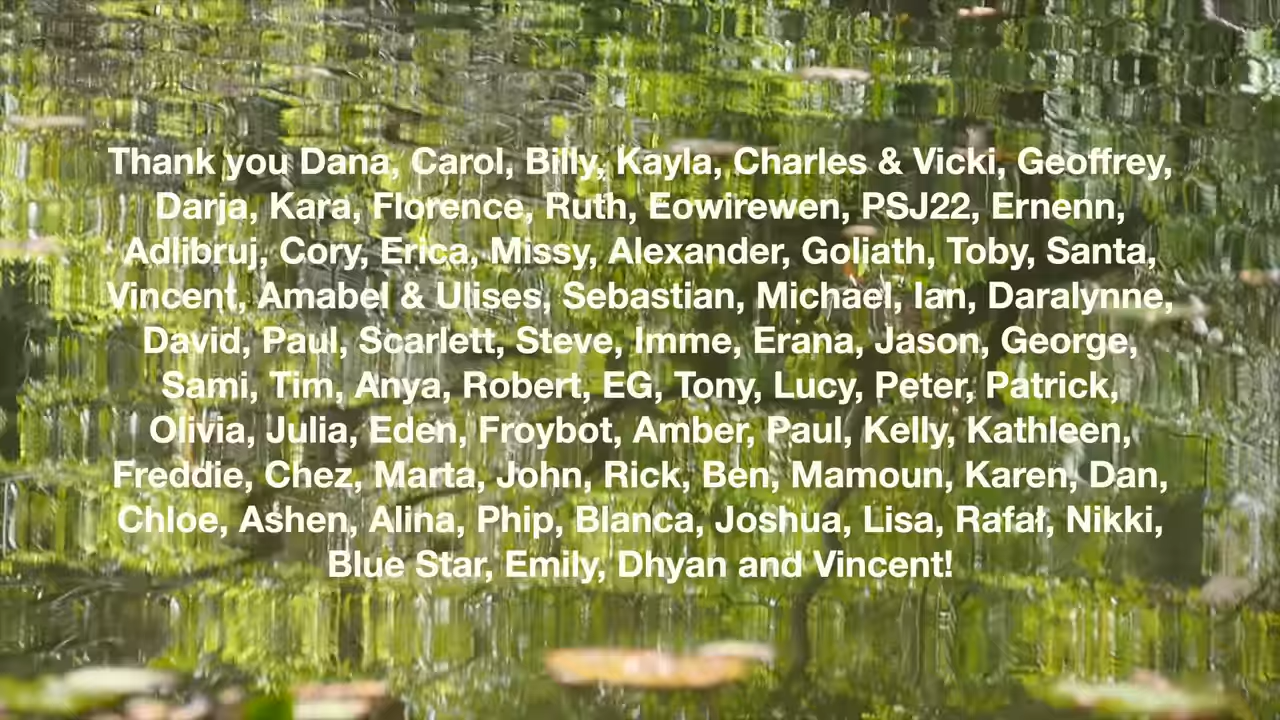 Thank you Dana, Carol, Billy, Kayla, Charles & Vicki, Geoffrey,
Darja, Kara, Florence, Ruth, Eowirewen, PSJ22, Ernenn,
Adlibruj, Cory, Erica, Missy, Alexander, Goliath, Toby, Santa,
Vincent, Amabel & Ulises, Sebastian, Michael, Ian, Daralynne,
David, Paul, Scarlett, Steve, Imme, Erana, Jason, George,
Sami, Tim, Anya, Robert, EG, Tony, Lucy, Peter, Patrick,
Olivia, Julia, Eden, Froybot, Amber, Paul, Kelly, Kathleen,
Freddie, Chez, Marta, John, Rick, Ben, Mamoun, Karen, Dan,
Chloe, Ashen, Alina, Phip, Blanca, Joshua, Lisa, Rafał, Nikki,
Blue Star, Emily, Dhyan and Vincent!